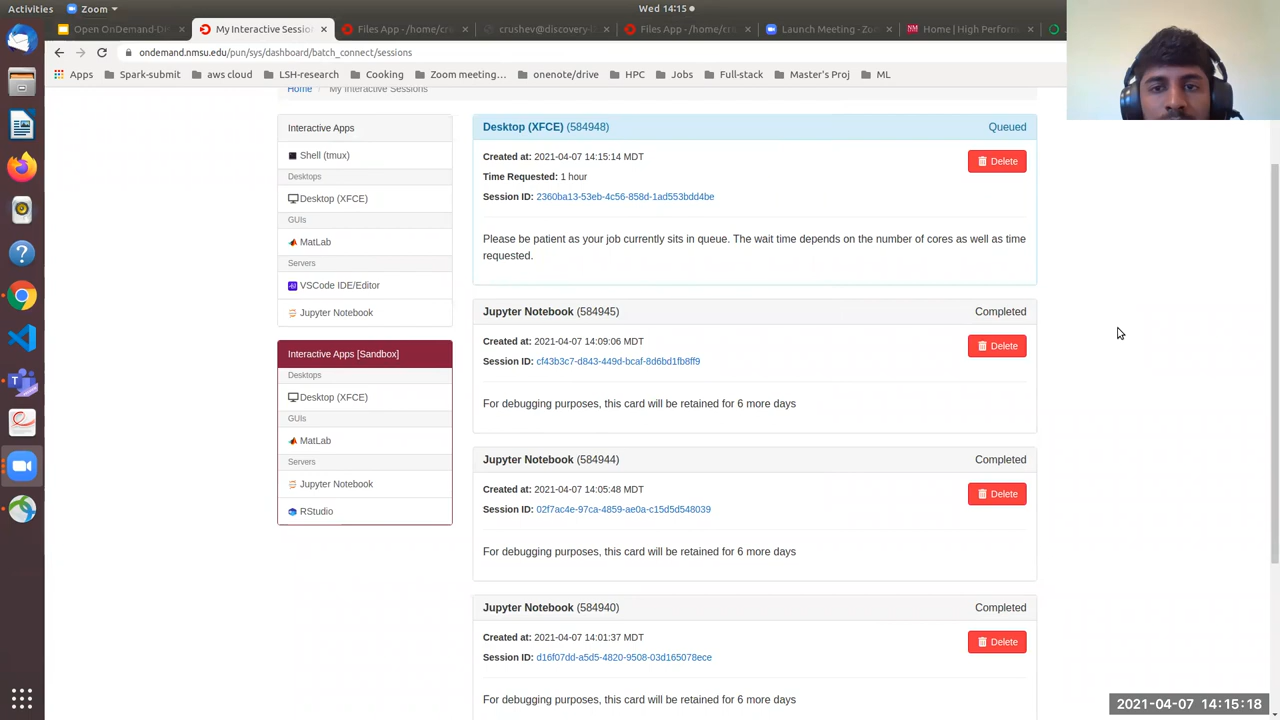 Activities
Zoom
Wed 14:15
Open OnDemand-D
My Interactive Sessio
Files App - /home/c
crushev@discovery-l
Files App - /home/c
Launch Meeting - Zo
Home | High Perform
ondemand.nmsu.edu/pun/sys/dashboard/batch_connect/sessions
Apps
Spark-submit
aws cloud
LSH-research
Cooking
Zoom meeting…
onenote/drive
HPC
Jobs
Full-stack
Master's Proj
ML
Home / My Interactive Sessions
Interactive Apps
Shell (tmux)
Desktops
Desktop (XFCE)
GUIs
MatLab
Servers
VSCode IDE/Editor
Jupyter Notebook
Interactive Apps [Sandbox]
Desktops
Desktop (XFCE)
GUIs
MatLab
Servers
Jupyter Notebook
RStudio
Desktop (XFCE) (584948)
Queued
Created at: 2021-04-07 14:15:14 MDT
Delete
Time Requested: 1 hour
Session ID: 2360ba13-53eb-4c56-858d-1ad553bdd4be
Please be patient as your job currently sits in queue. The wait time depends on the number of cores as well as time
requested.
Jupyter Notebook (584945)
Completed
Created at: 2021-04-07 14:09:06 MDT
Delete
Session ID: cf43b3c7-d843-449d-bcaf-8d6bd1fb8ff9
For debugging purposes, this card will be retained for 6 more days
Jupyter Notebook (584944)
Completed
Created at: 2021-04-07 14:05:48 MDT
Delete
Session ID: 02f7ac4e-97ca-4859-ae0a-c15d5d548039
For debugging purposes, this card will be retained for 6 more days
Jupyter Notebook (584940)
Completed
Created at: 2021-04-07 14:01:37 MDT
Delete
Session ID: d16f07dd-a5d5-4820-9508-03d165078ece
For debugging purposes, this card will be retained for 6 more days
2021-04-07 14:15:18